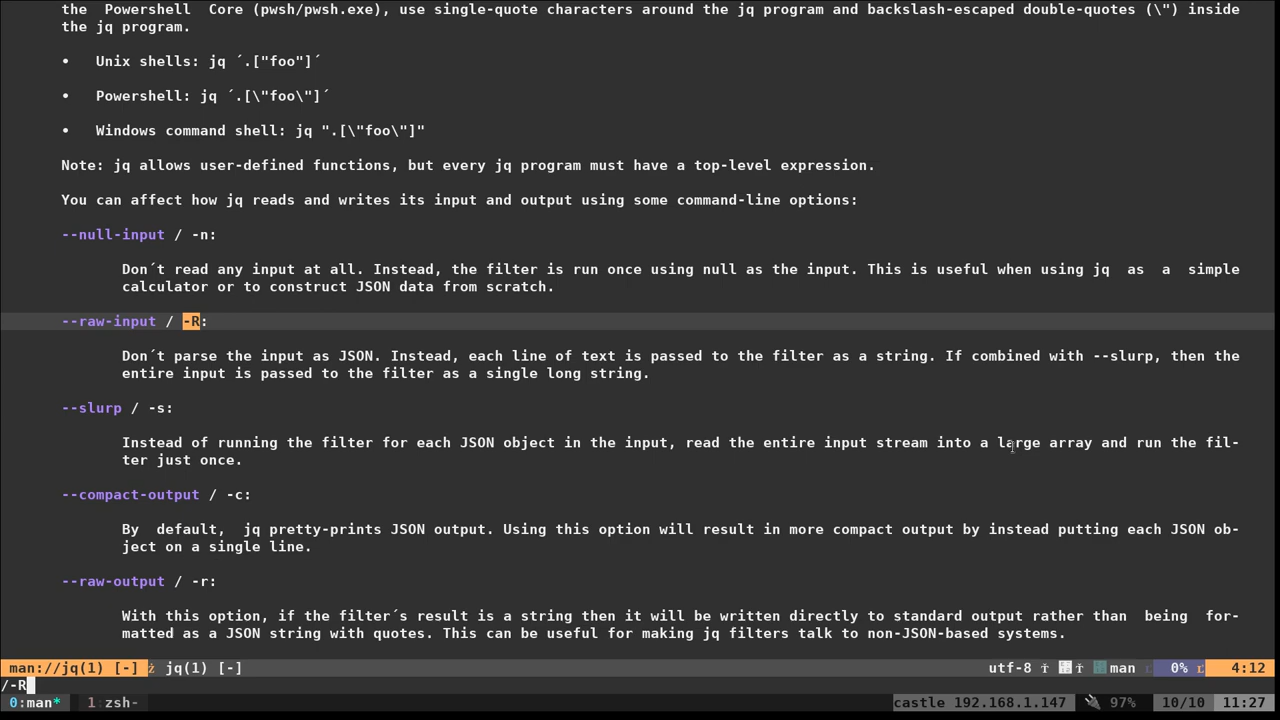 the  Powershell  Core (pwsh/pwsh.exe), use single-quote characters around the jq program and backslash-escaped double-quotes (\") inside
the jq program.
•   Unix shells: jq ´.["foo"]´
•   Powershell: jq ´.[\"foo\"]´
•   Windows command shell: jq ".[\"foo\"]"
Note: jq allows user-defined functions, but every jq program must have a top-level expression.
You can affect how jq reads and writes its input and output using some command-line options:
--null-input / -n:
Don´t read any input at all. Instead, the filter is run once using null as the input. This is useful when using jq  as  a  simple
calculator or to construct JSON data from scratch.
--raw-input / -R:
Don´t parse the input as JSON. Instead, each line of text is passed to the filter as a string. If combined with --slurp, then the
entire input is passed to the filter as a single long string.
--slurp / -s:
Instead of running the filter for each JSON object in the input, read the entire input stream into a large array and run the fil-
ter just once.
--compact-output / -c:
By  default,  jq pretty-prints JSON output. Using this option will result in more compact output by instead putting each JSON ob-
ject on a single line.
--raw-output / -r:
With this option, if the filter´s result is a string then it will be written directly to standard output rather than  being  for-
matted as a JSON string with quotes. This can be useful for making jq filters talk to non-JSON-based systems.
man://jq(1) [-] jq(1) [-] utf-8 man 0% 4:12
/-R
0:man* 1:zsh- castle 192.168.1.147 97% 10/10 11:27